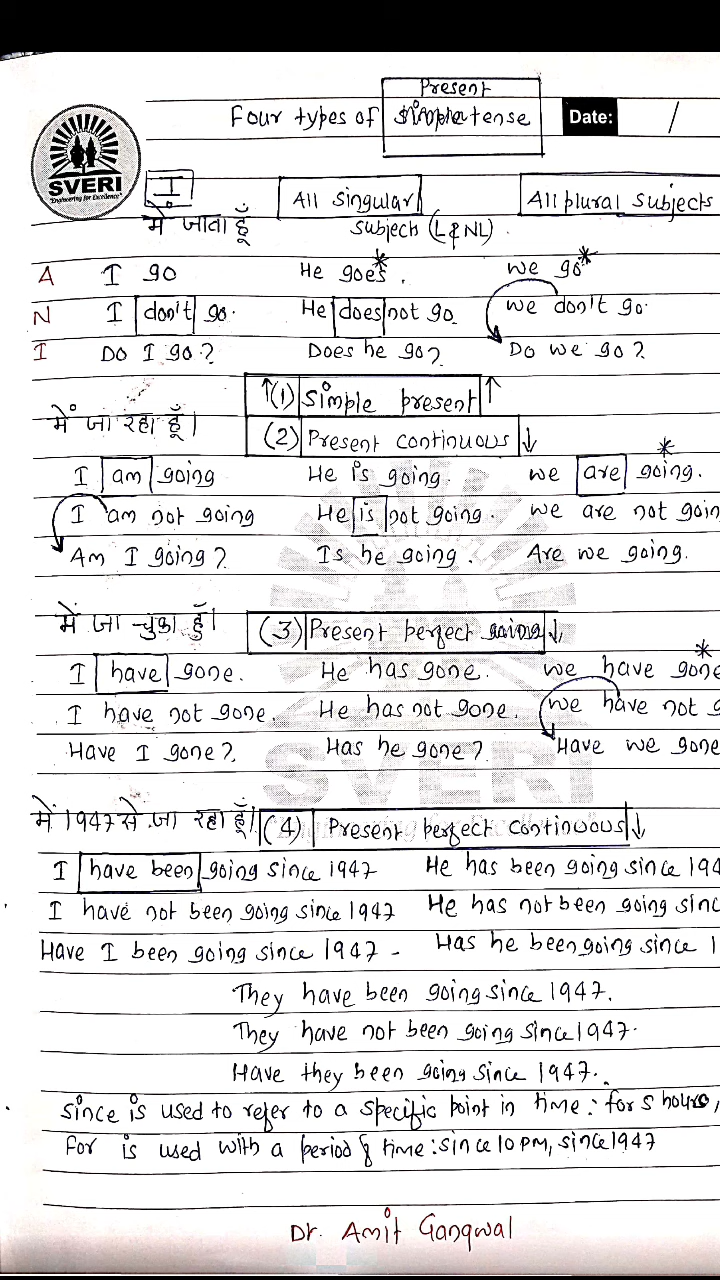 Present
Four types of simple tense Date: /
SVERI
"Engineering for Excellence"
I All singular All plural subjects
में जाता हूँ subject (L & NL)
A I go He goes. We go
N I don't go. He does not go. We don't go.
I Do I go? Does he go? Do we go?
(1) Simple present
में जा रहा हूँ। (2) Present continuous
I am going He is going. We are going.
I am not going He is not going. We are not goin
Am I going? Is he going. Are we going.
में जा चुका हुँ। (3) Present perfect
I have gone. He has gone. We have gone
I have not gone. He has not gone. We have not g
Have I gone? Has he gone? Have we gone
SVERI
में 1947 से जा रहा हूँ। (4) Present perfect continuous
I have been going since 1947 He has been going since 194
I have not been going since 1947 He has not been going sinc
Have I been going since 1947 - Has he been going since 1
They have been going since 1947.
They have not been going since 1947.
Have they been going since 1947.
since is used to refer to a specific point in time: for 5 hours,
For is used with a period of time: since 10 PM, since 1947
Dr. Amit Gangwal